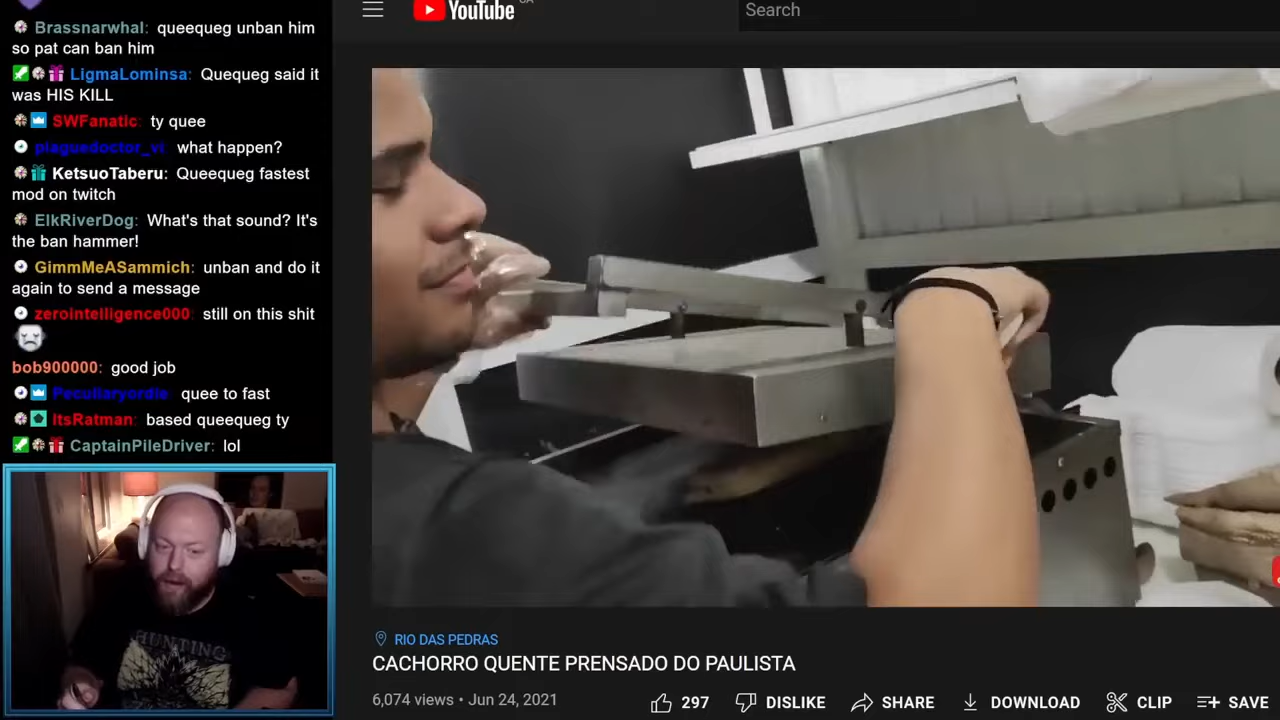 Brassnarwhal: queequeg unban him
so pat can ban him
LigmaLominsa: Quequeg said it
was HIS KILL
SWFanatic: ty quee
plaguedoctor_vi what happen?
KetsuoTaberu: Queequeg fastest
mod on twitch
ElkRiverDog: What's that sound? It's
the ban hammer!
GimmMeASammich: unban and do it
again to send a message
zerointelligence000: still on this shit
bob900000: good job
Peculiaryordle quee to fast
ItsRatman: based queequeg ty
CaptainPileDriver: lol
HUNTING
YouTube CA
Search
RIO DAS PEDRAS
CACHORRO QUENTE PRENSADO DO PAULISTA
6,074 views • Jun 24, 2021
297 DISLIKE SHARE DOWNLOAD CLIP SAVE